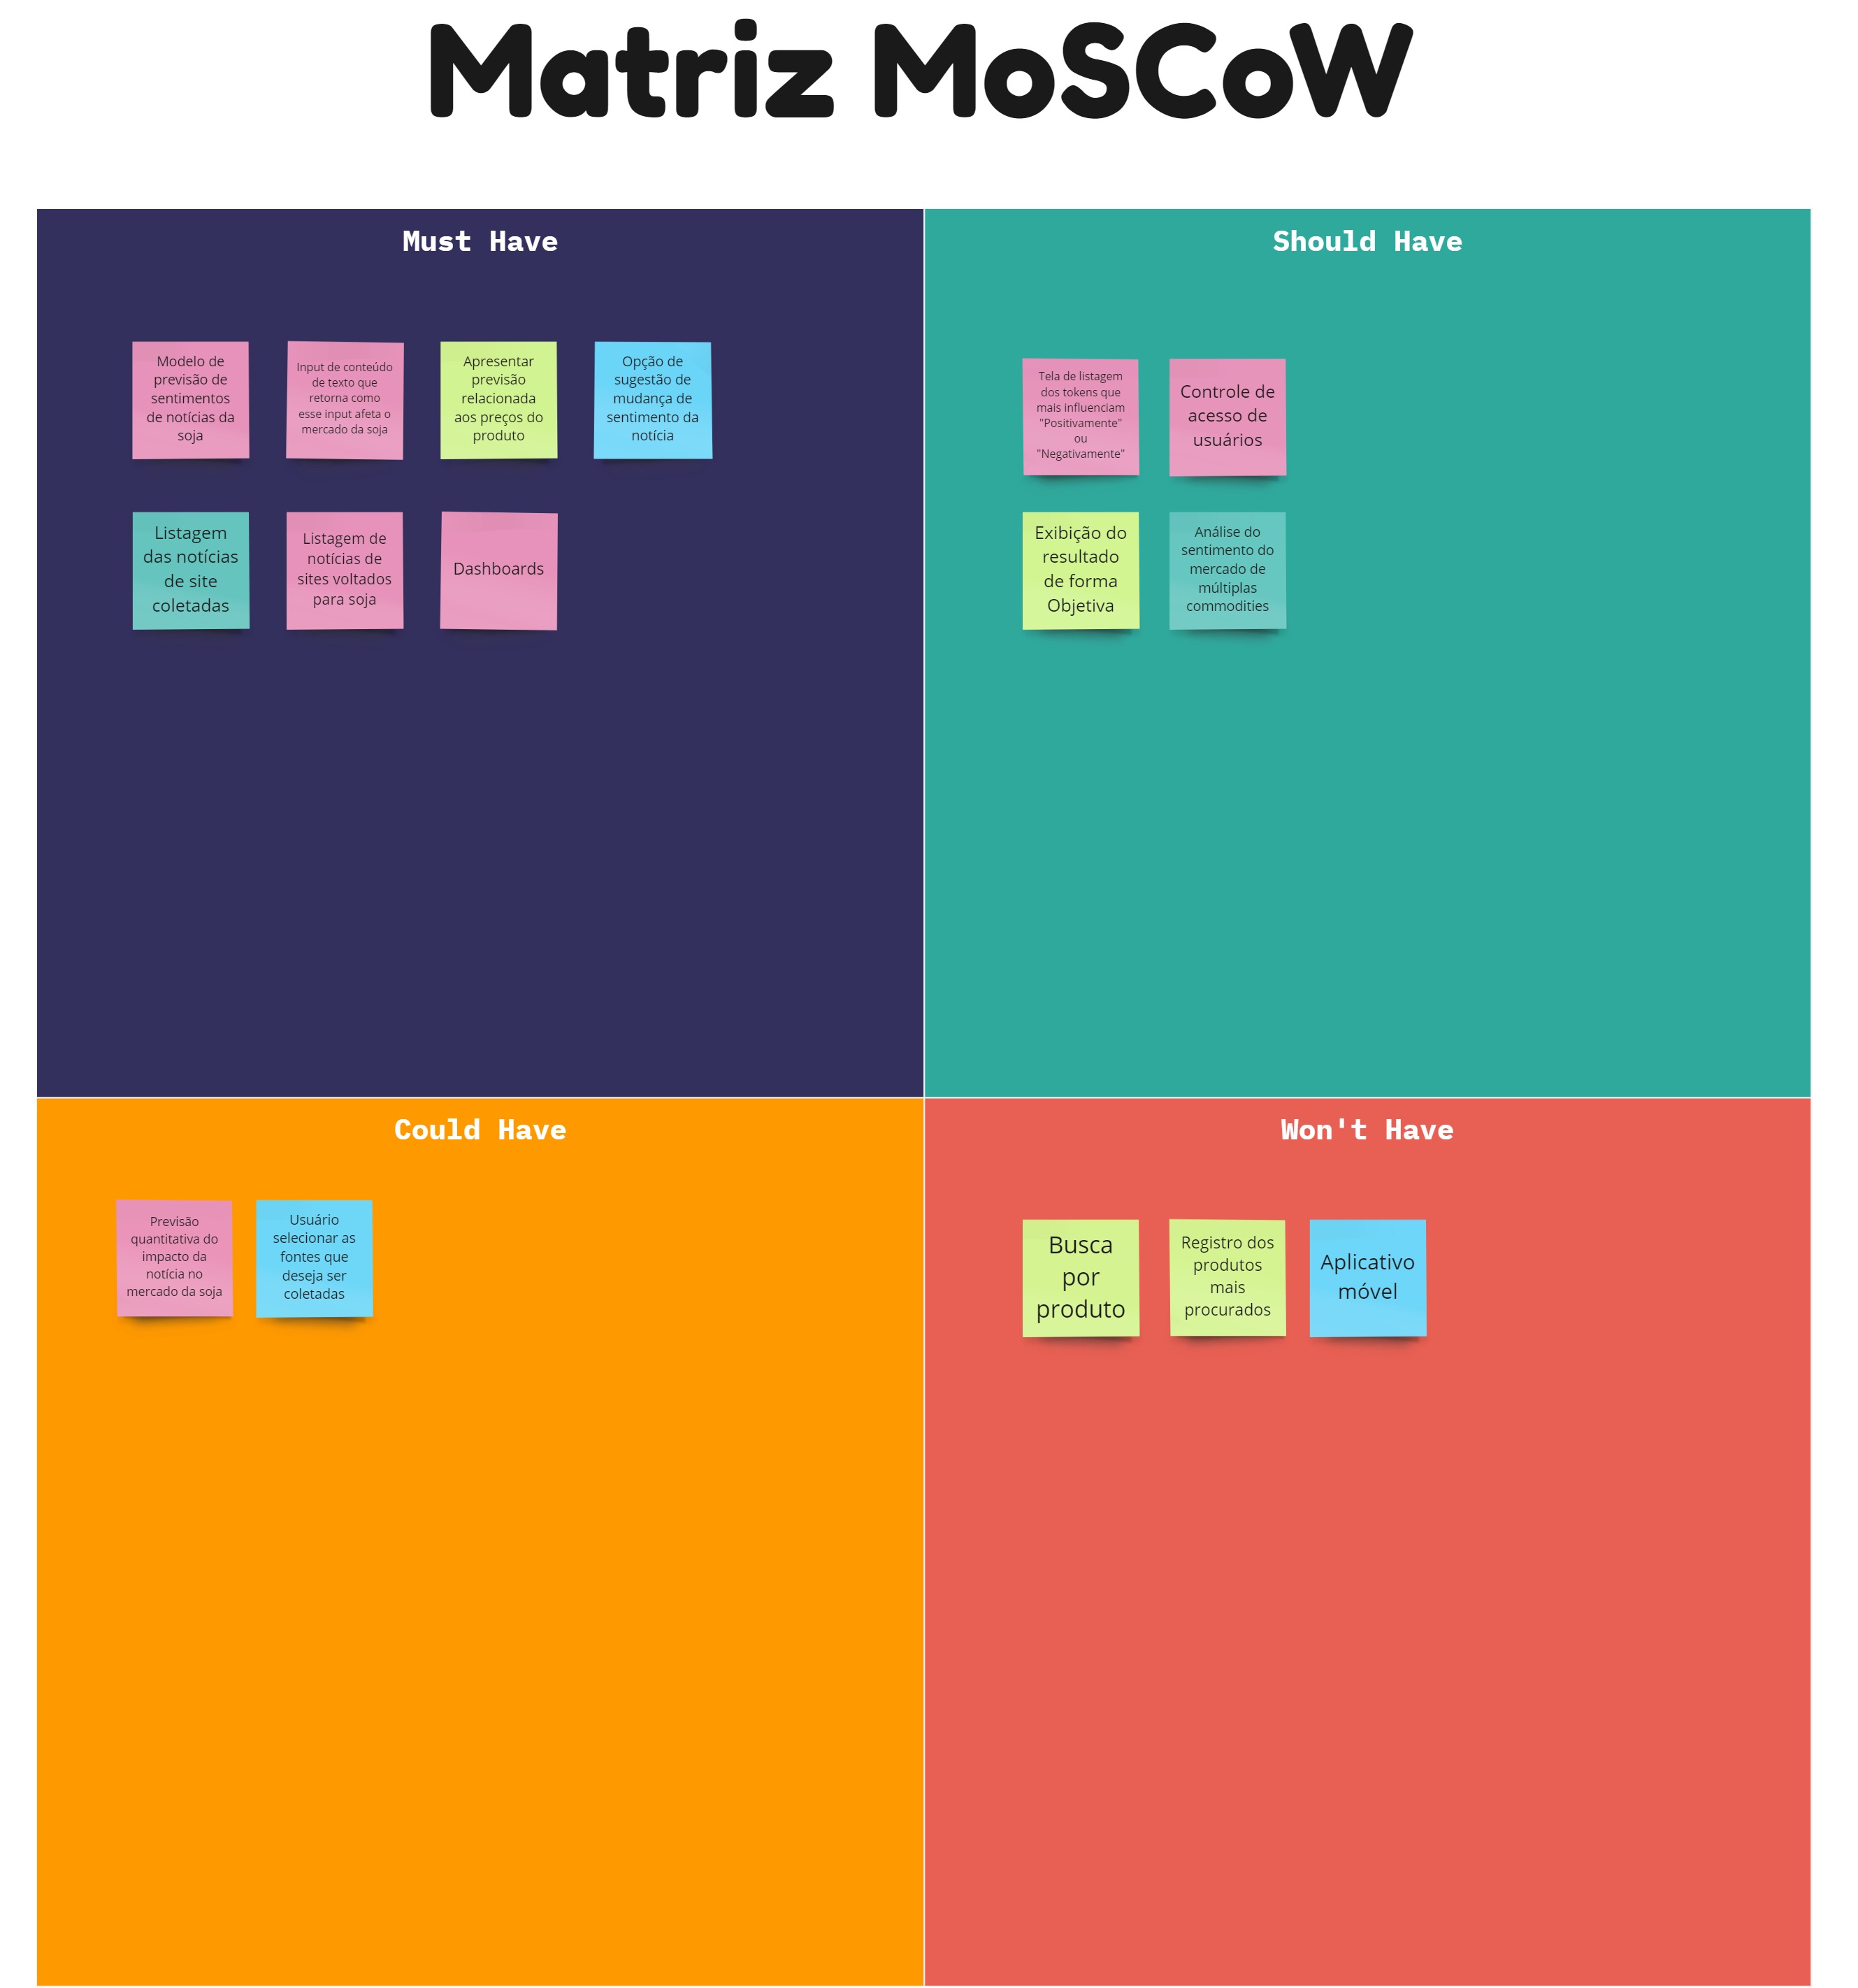 Matriz MoSCoW
Must Have
Modelo de
previsão de
sentimentos
de notícias da
soja
Input de conteúdo
de texto que
retorna como
esse input afeta o
mercado da soja
Apresentar
previsão
relacionada
aos preços do
produto
Opção de
sugestão de
mudança de
sentimento da
notícia
Listagem
das notícias
de site
coletadas
Listagem de
notícias de
sites voltados
para soja
Dashboards
Should Have
Tela de listagem
dos tokens que
mais influenciam
"Positivamente"
ou
"Negativamente"
Controle de
acesso de
usuários
Exibição do
resultado
de forma
Objetiva
Análise do
sentimento do
mercado de
múltiplas
commodities
Could Have
Previsão
quantitativa do
impacto da
notícia no
mercado da soja
Usuário
selecionar as
fontes que
deseja ser
coletadas
Won't Have
Busca
por
produto
Registro dos
produtos
mais
procurados
Aplicativo
móvel